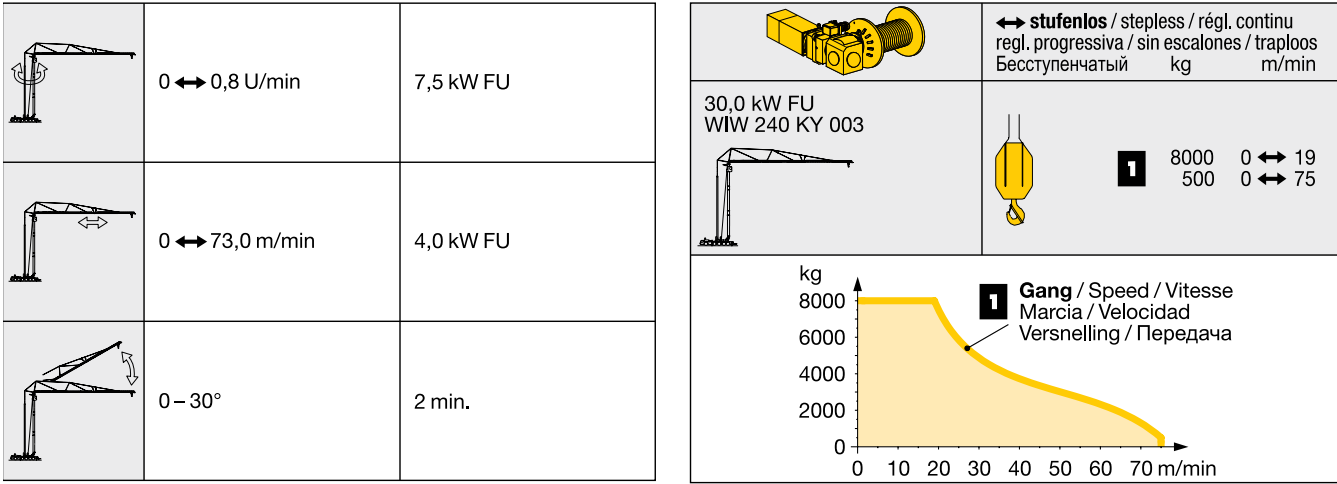 0 ↔ 0,8 U/min
7,5 kW FU
0 ↔ 73,0 m/min
4,0 kW FU
0 – 30°
2 min.
↔ stufenlos / stepless / régl. continu
regl. progressiva / sin escalones / traploos
Бесступенчатый kg m/min
30,0 kW FU
WIW 240 KY 003
1 8000 0 ↔ 19
500 0 ↔ 75
kg
8000
6000
4000
2000
0
1 Gang / Speed / Vitesse
Marcia / Velocidad
Versnelling / Передача
0 10 20 30 40 50 60 70 m/min